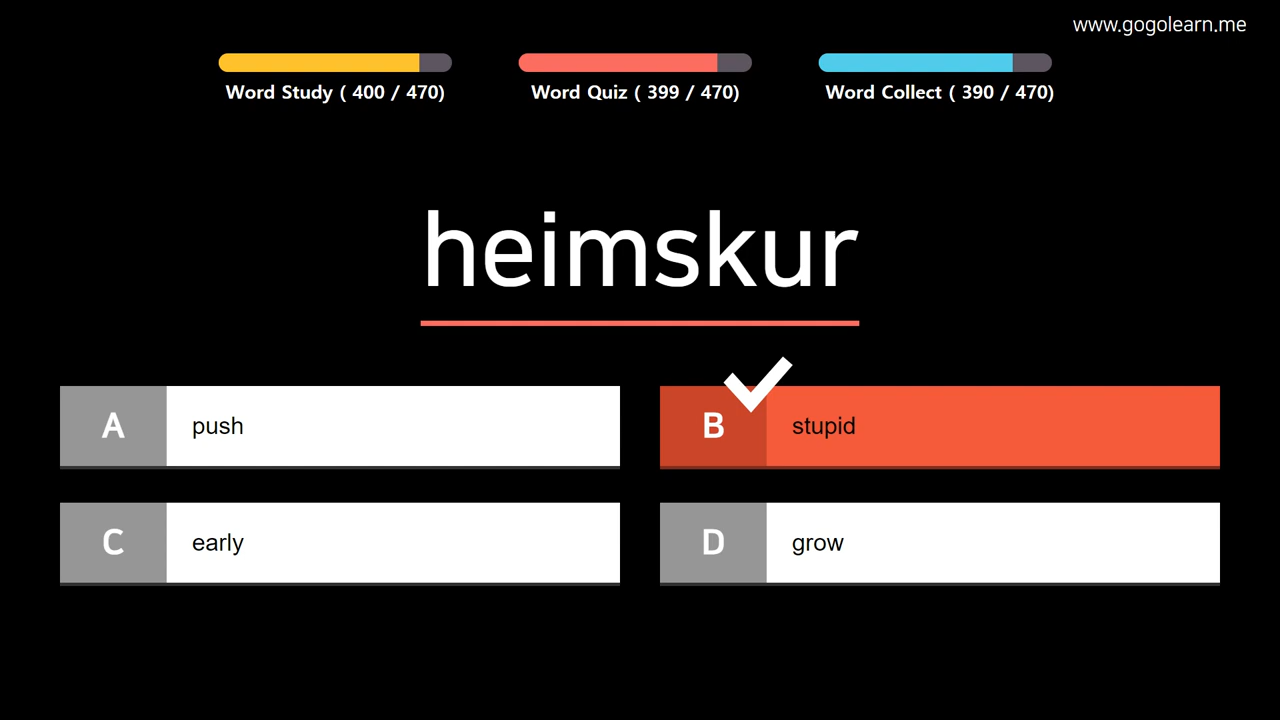 www.gogolearn.me
Word Study ( 400 / 470)
Word Quiz ( 399 / 470)
Word Collect ( 390 / 470)
heimskur
A push
B stupid
C early
D grow